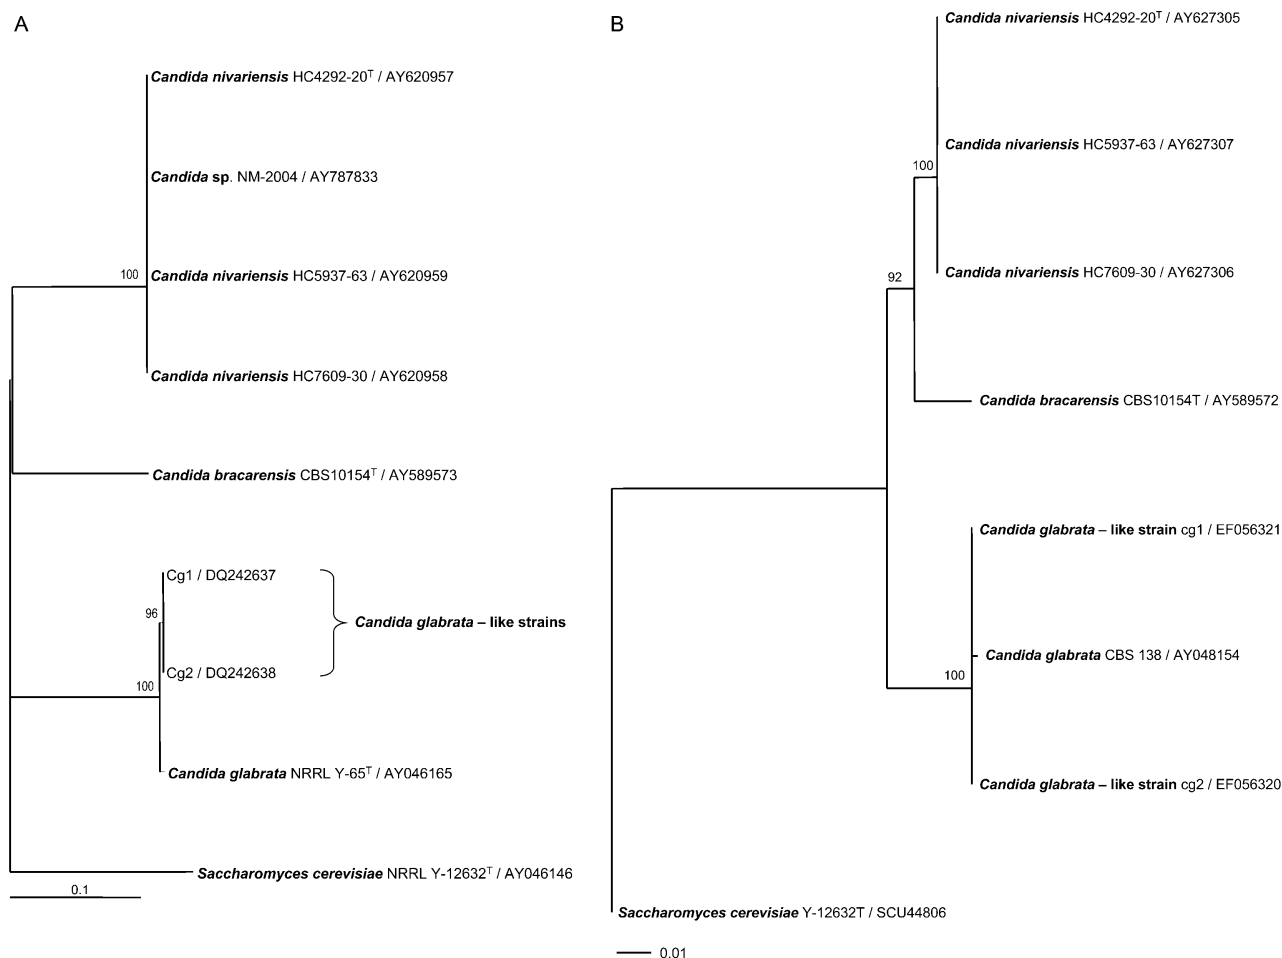 A
Candida nivariensis HC4292-20T / AY620957
Candida sp. NM-2004 / AY787833
100
Candida nivariensis HC5937-63 / AY620959
Candida nivariensis HC7609-30 / AY620958
Candida bracarensis CBS10154T / AY589573
Cg1 / DQ242637
96
Candida glabrata – like strains
Cg2 / DQ242638
100
Candida glabrata NRRL Y-65T / AY046165
Saccharomyces cerevisiae NRRL Y-12632T / AY046146
0.1
B
Candida nivariensis HC4292-20T / AY627305
Candida nivariensis HC5937-63 / AY627307
100
Candida nivariensis HC7609-30 / AY627306
92
Candida bracarensis CBS10154T / AY589572
Candida glabrata – like strain cg1 / EF056321
Candida glabrata CBS 138 / AY048154
100
Candida glabrata – like strain cg2 / EF056320
Saccharomyces cerevisiae Y-12632T / SCU44806
0.01